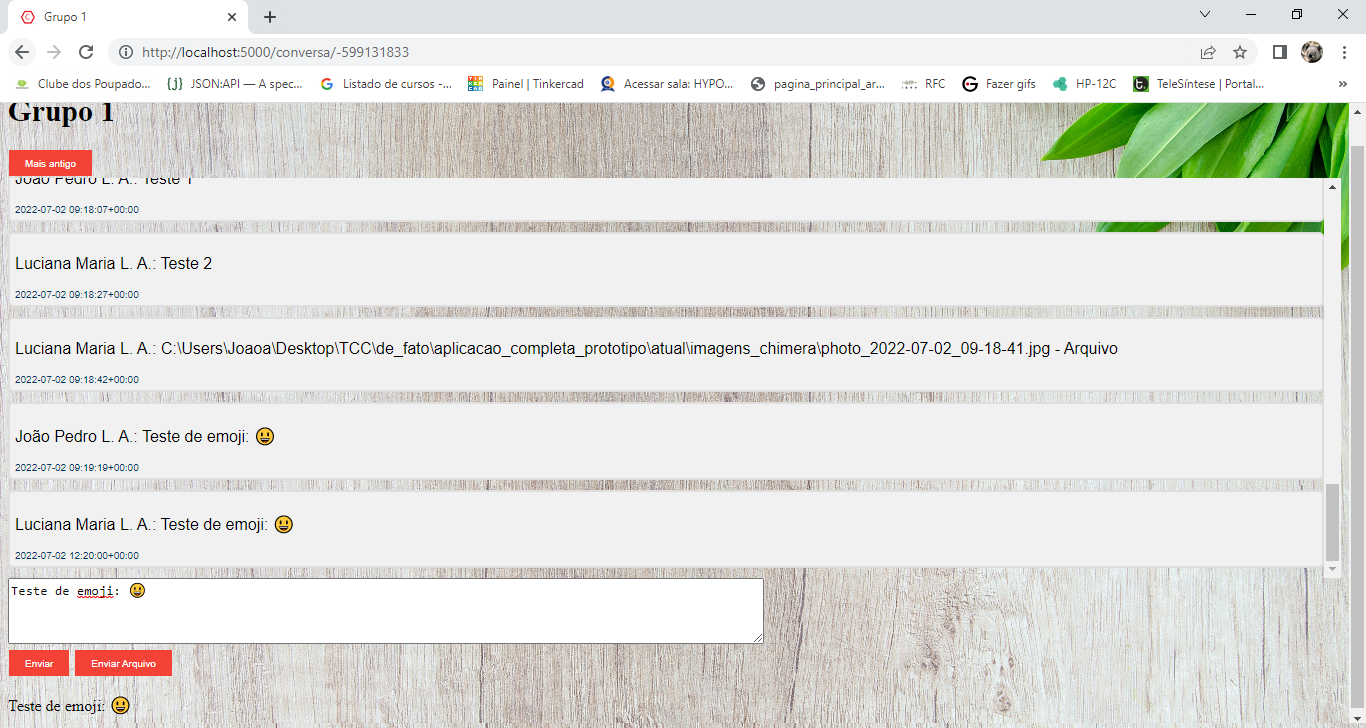 Grupo 1
http://localhost:5000/conversa/-599131833
Clube dos Poupado... {;} JSON:API — A spec... Listado de cursos -... Painel | Tinkercad Acessar sala: HYPO... pagina_principal_ar... RFC Fazer gifs HP-12C TeleSíntese | Portal... »
Grupo 1
Mais antigo
João Pedro L. A.: Teste 1
2022-07-02 09:18:07+00:00
Luciana Maria L. A.: Teste 2
2022-07-02 09:18:27+00:00
Luciana Maria L. A.: C:\Users\Joaoa\Desktop\TCC\de_fato\aplicacao_completa_prototipo\atual\imagens_chimera\photo_2022-07-02_09-18-41.jpg - Arquivo
2022-07-02 09:18:42+00:00
João Pedro L. A.: Teste de emoji: 😀
2022-07-02 09:19:19+00:00
Luciana Maria L. A.: Teste de emoji: 😀
2022-07-02 12:20:00+00:00
Teste de emoji: 😀
Enviar Enviar Arquivo
Teste de emoji: 😀